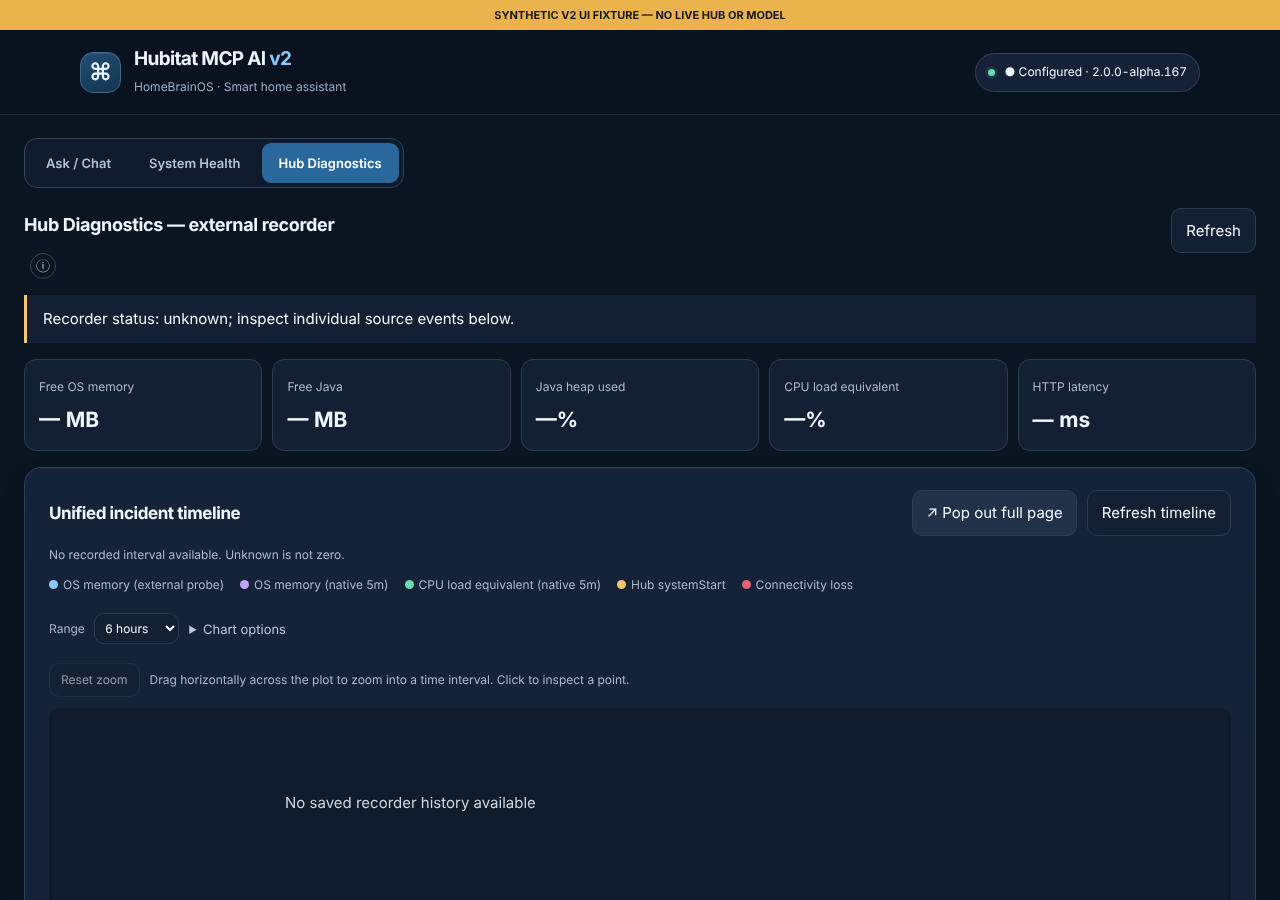 SYNTHETIC V2 UI FIXTURE — NO LIVE HUB OR MODEL
⌘
Hubitat MCP AI v2
HomeBrainOS · Smart home assistant
Configured · 2.0.0-alpha.167
Ask / Chat
System Health
Hub Diagnostics
Hub Diagnostics — external recorder
Refresh
ⓘ
Recorder status: unknown; inspect individual source events below.
Free OS memory
— MB
Free Java
— MB
Java heap used
—%
CPU load equivalent
—%
HTTP latency
— ms
Unified incident timeline
↗ Pop out full page
Refresh timeline
No recorded interval available. Unknown is not zero.
OS memory (external probe)
OS memory (native 5m)
CPU load equivalent (native 5m)
Hub systemStart
Connectivity loss
Range
6 hours
▶ Chart options
Reset zoom
Drag horizontally across the plot to zoom into a time interval. Click to inspect a point.
No saved recorder history available